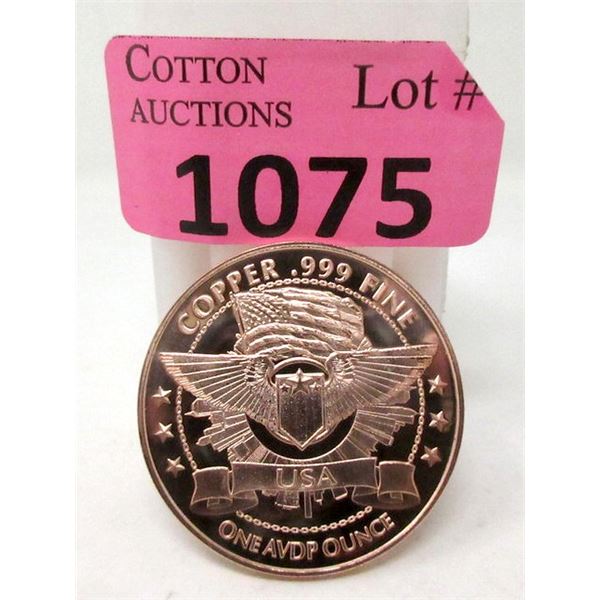 COTTON
AUCTIONS
Lot #
1075
COPPER .999 FINE
USA
ONE AVDP OUNCE